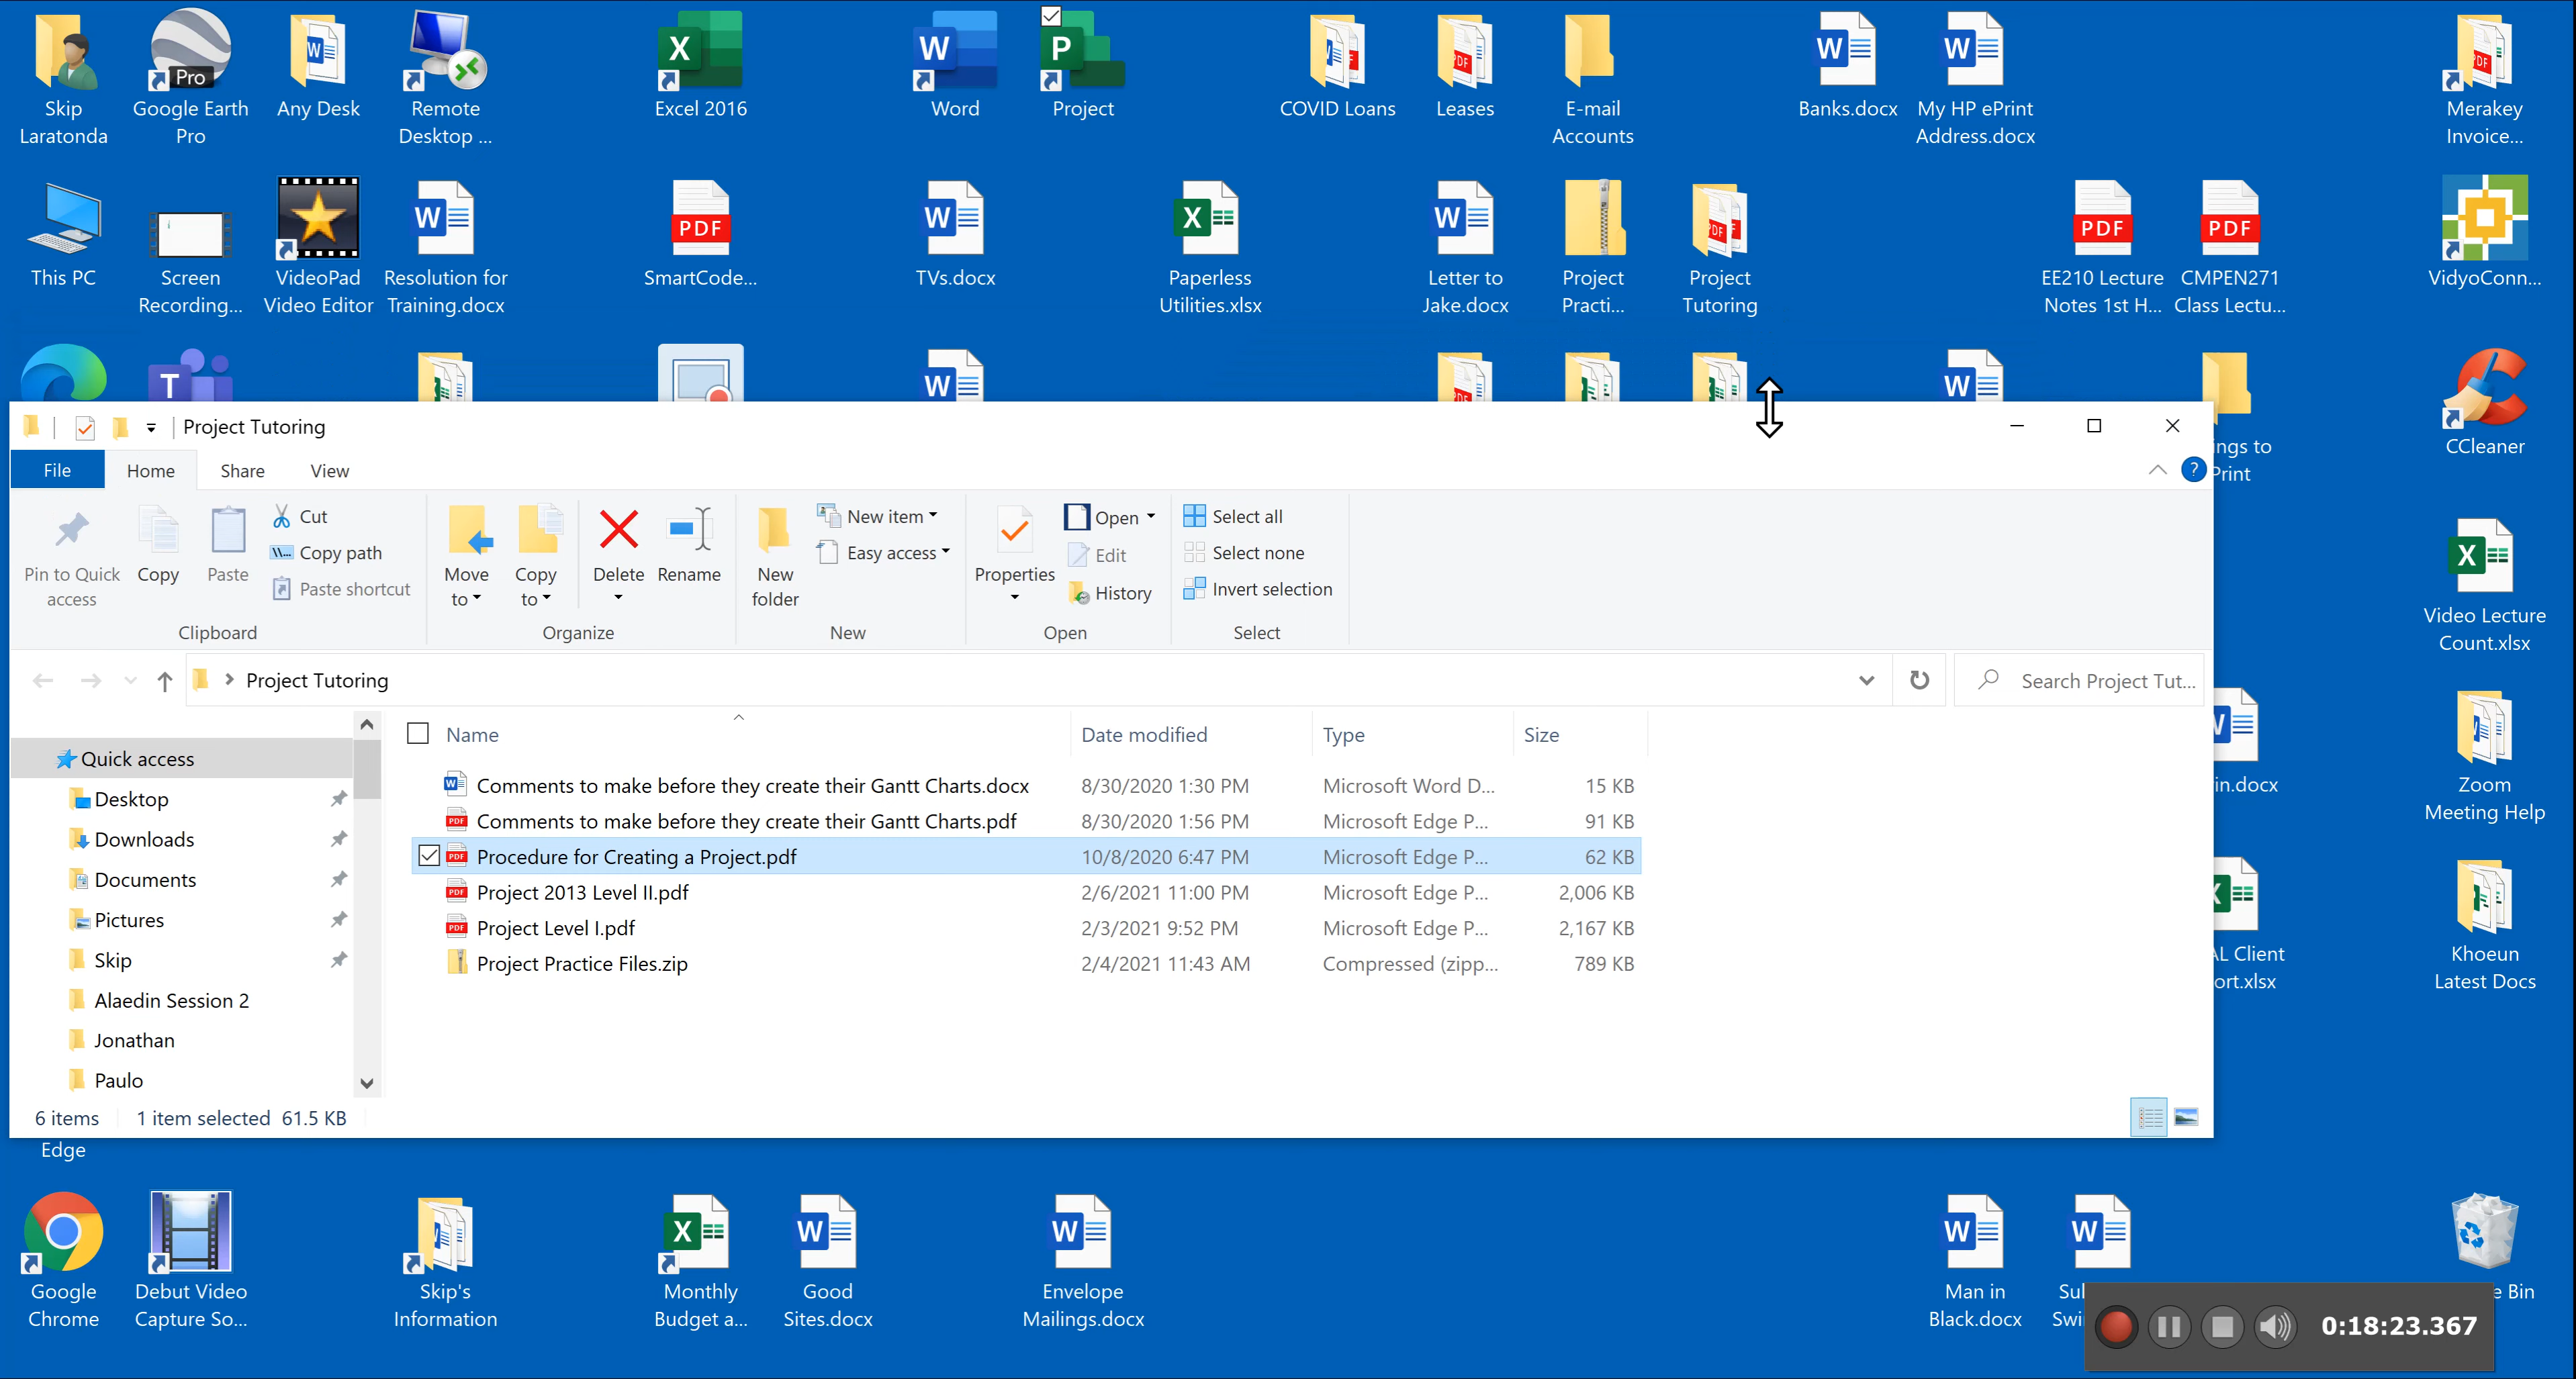 Skip
Laratonda
Pro
Google Earth
Pro
Any Desk
Remote
Desktop ...
Excel 2016
Word
Project
COVID Loans
Leases
E-mail
Accounts
Banks.docx
My HP ePrint
Address.docx
Merakey
Invoice...
This PC
Screen
Recording...
VideoPad
Video Editor
Resolution for
Training.docx
PDF
SmartCode...
TVs.docx
Paperless
Utilities.xlsx
Letter to
Jake.docx
Project
Practi...
Project
Tutoring
PDF
EE210 Lecture
Notes 1st H...
PDF
CMPEN271
Class Lectu...
VidyoConn...
CCleaner
ings to
Print
Project Tutoring
File Home Share View
Pin to Quick
access
Copy
Paste
Cut
Copy path
Paste shortcut
Clipboard
Move
to
Copy
to
Delete
Rename
Organize
New
folder
New item
Easy access
New
Properties
Open
Edit
History
Open
Select all
Select none
Invert selection
Select
Project Tutoring
Search Project Tut...
Name Date modified Type Size
Quick access
Desktop
Downloads
Documents
Pictures
Skip
Alaedin Session 2
Jonathan
Paulo
Comments to make before they create their Gantt Charts.docx 8/30/2020 1:30 PM Microsoft Word D... 15 KB
Comments to make before they create their Gantt Charts.pdf 8/30/2020 1:56 PM Microsoft Edge P... 91 KB
Procedure for Creating a Project.pdf 10/8/2020 6:47 PM Microsoft Edge P... 62 KB
Project 2013 Level II.pdf 2/6/2021 11:00 PM Microsoft Edge P... 2,006 KB
Project Level I.pdf 2/3/2021 9:52 PM Microsoft Edge P... 2,167 KB
Project Practice Files.zip 2/4/2021 11:43 AM Compressed (zipp... 789 KB
6 items 1 item selected 61.5 KB
Video Lecture
Count.xlsx
in.docx
Zoom
Meeting Help
L Client
ort.xlsx
Khoeun
Latest Docs
Edge
Google
Chrome
Debut Video
Capture So...
Skip's
Information
Monthly
Budget a...
Good
Sites.docx
Envelope
Mailings.docx
Man in
Black.docx
Sul
Swi
e Bin
0:18:23.367